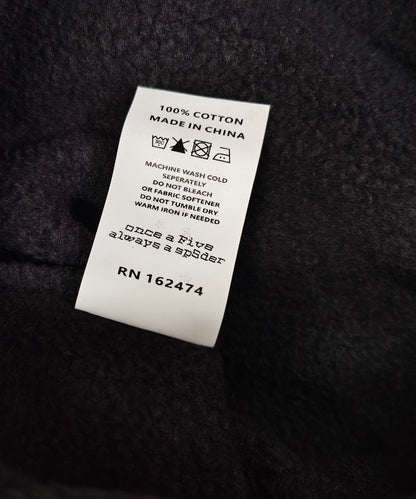 100% COTTON
MADE IN CHINA
MACHINE WASH COLD
SEPERATELY
DO NOT BLEACH
OR FABRIC SOFTENER
DO NOT TUMBLE DRY
WARM IRON IF NEEDED
once a Five
always a sp5der
RN 162474